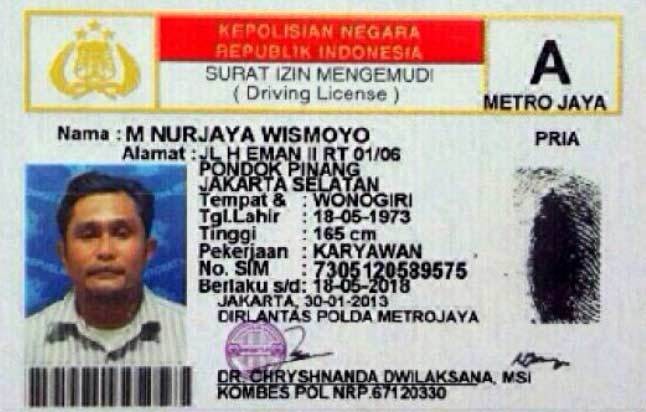 KEPOLISIAN NEGARA
REPUBLIK INDONESIA
SURAT IZIN MENGEMUDI
( Driving License )
A
METRO JAYA
Nama : M NURJAYA WISMOYO
PRIA
Alamat : JL H EMAN II RT 01/06
PONDOK PINANG
JAKARTA SELATAN
Tempat & : WONOGIRI
Tgl.Lahir : 18-05-1973
Tinggi : 165 cm
Pekerjaan : KARYAWAN
No. SIM : 7305120589575
Berlaku s/d : 18-05-2018
JAKARTA, 30-01-2013
DIRLANTAS POLDA METROJAYA
DR. CHRYSHNANDA DWILAKSANA, MSI
KOMBES POL NRP.67120330